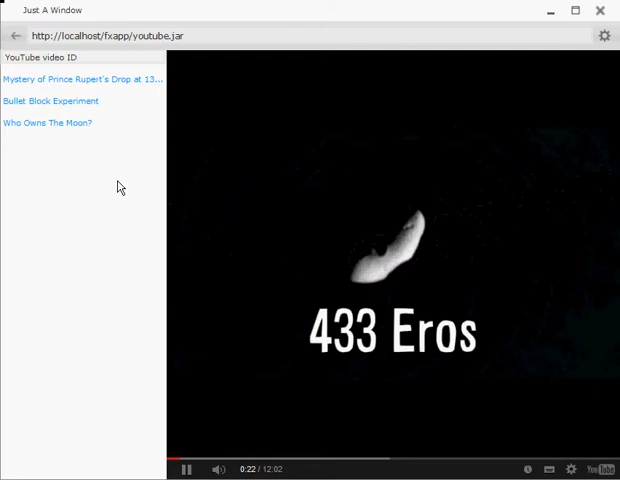 Just A Window
http://localhost/fxapp/youtube.jar
YouTube video ID
Mystery of Prince Rupert's Drop at 13...
Bullet Block Experiment
Who Owns The Moon?
433 Eros
0:22 / 12:02
YouTube